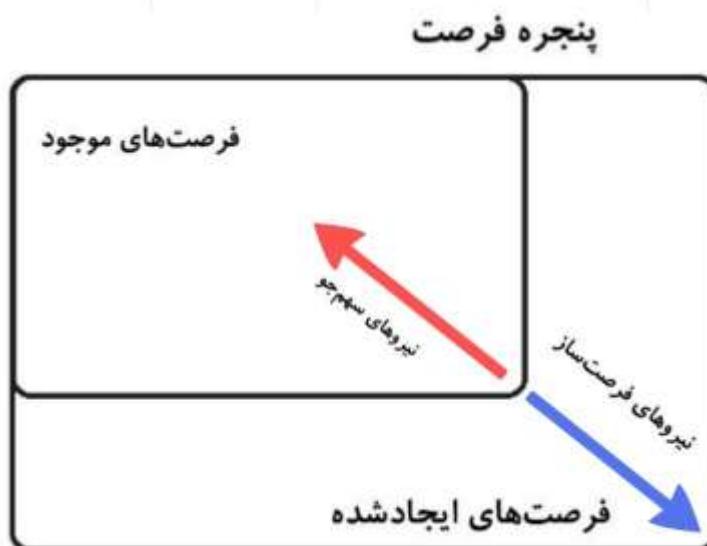 پنجره فرصت
فرصت‌های موجود
نیروهای سهم‌جو
نیروهای فرصت‌ساز
فرصت‌های ایجادشده